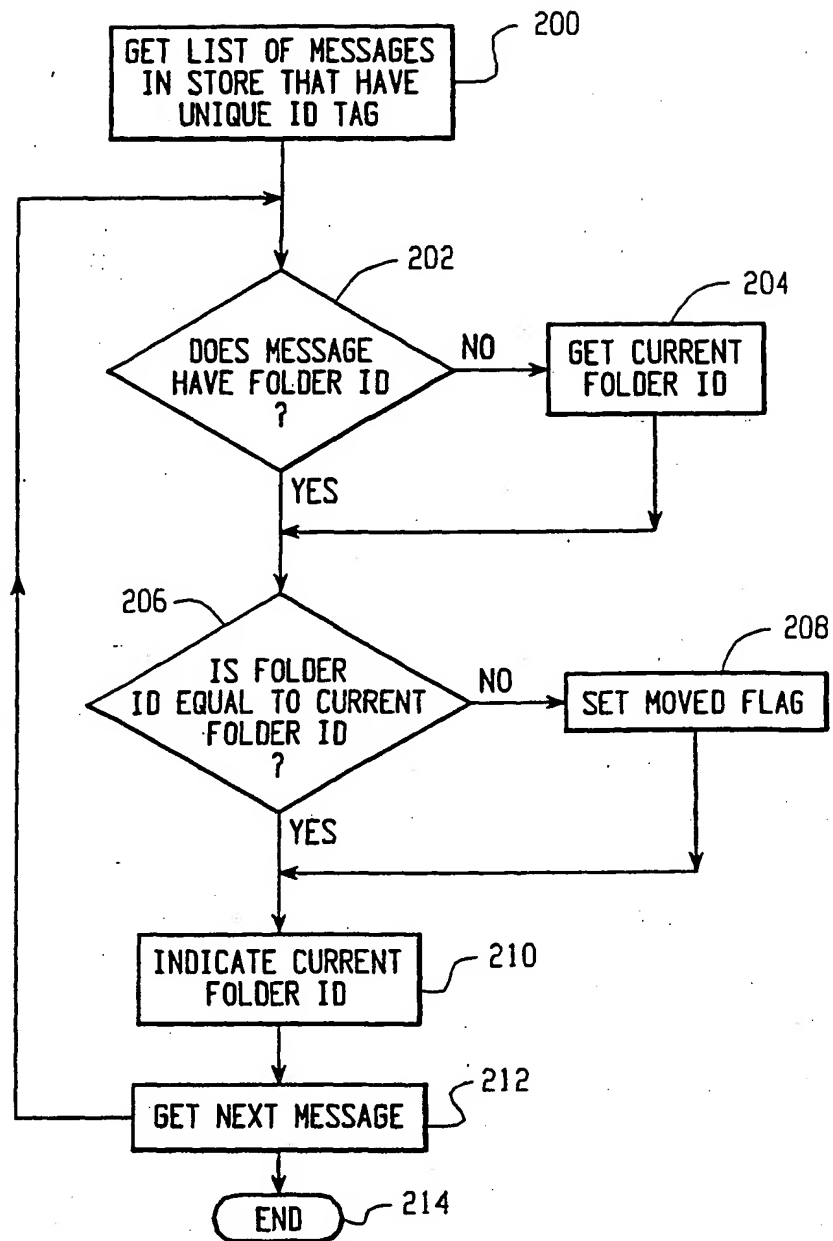 200
GET LIST OF MESSAGES
IN STORE THAT HAVE
UNIQUE ID TAG
202
204
DOES MESSAGE
HAVE FOLDER ID
?
NO
GET CURRENT
FOLDER ID
YES
206
208
IS FOLDER
ID EQUAL TO CURRENT
FOLDER ID
?
NO
SET MOVED FLAG
YES
INDICATE CURRENT
FOLDER ID
210
GET NEXT MESSAGE
212
END
214